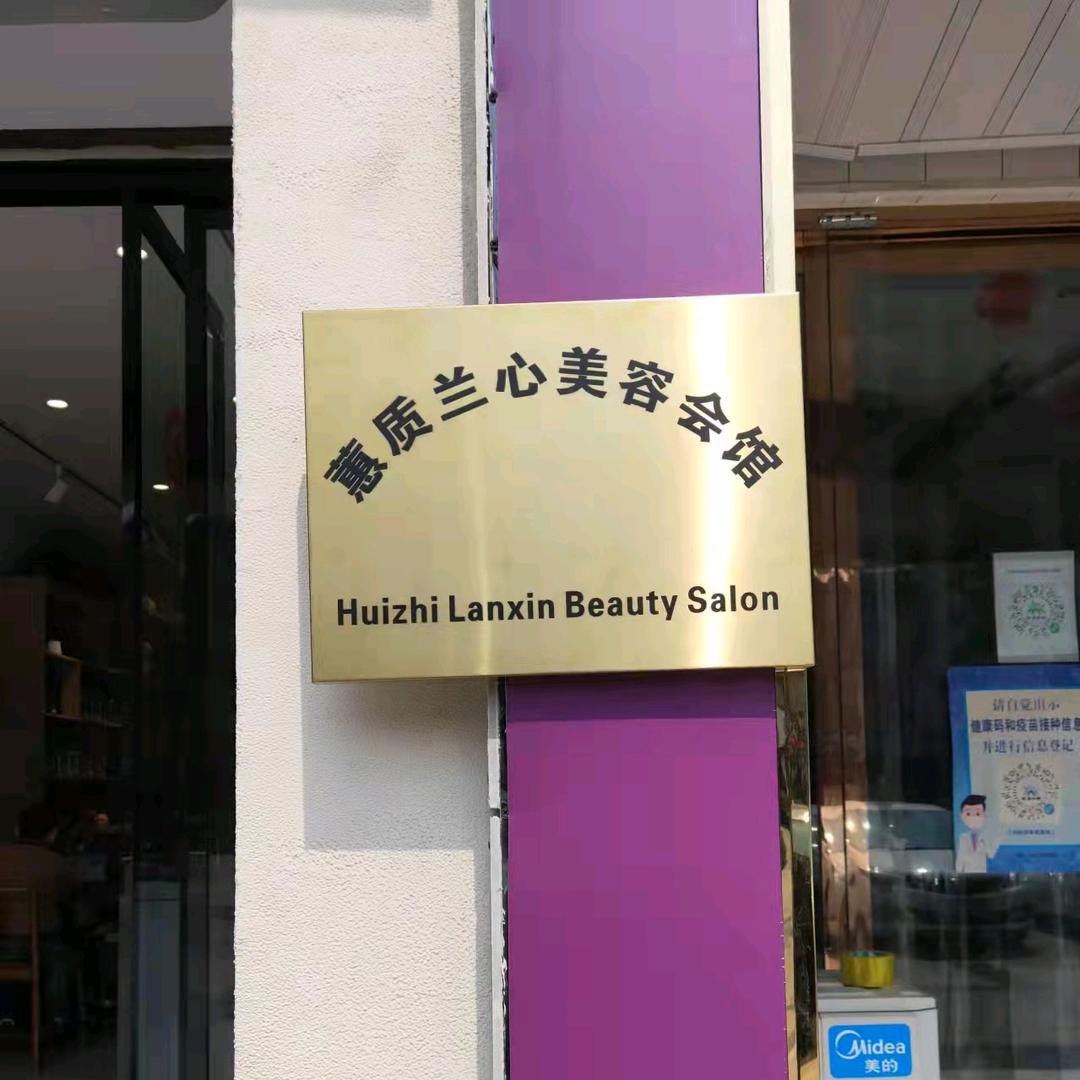 蕙质兰心美容会馆
Huizhi Lanxin Beauty Salon
请自觉出示
健康码和疫苗接种信息
并进行信息登记
Midea
美的